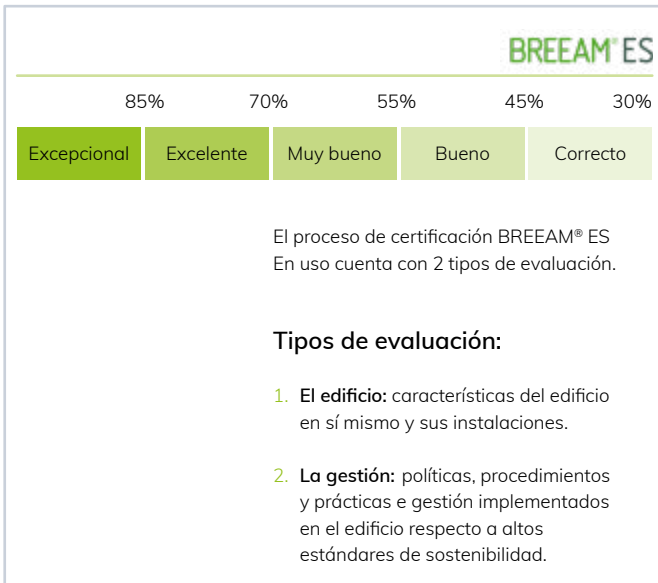 BREEAM® ES
85% 70% 55% 45% 30%
Excepcional Excelente Muy bueno Bueno Correcto
El proceso de certificación BREEAM® ES
En uso cuenta con 2 tipos de evaluación.
Tipos de evaluación:
1. El edificio: características del edificio
en sí mismo y sus instalaciones.
2. La gestión: políticas, procedimientos
y prácticas e gestión implementados
en el edificio respecto a altos
estándares de sostenibilidad.